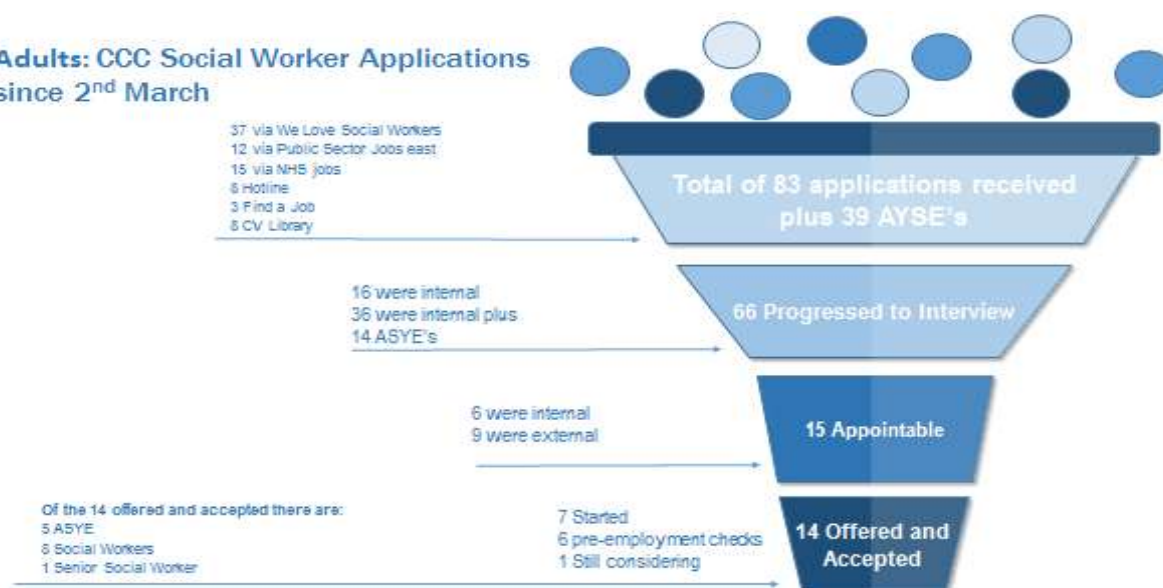 Adults: CCC Social Worker Applications
since 2nd March
37 via We Love Social Workers
12 via Public Sector Jobs east
15 via NHS jobs
8 Hotline
3 Find a Job
8 CV Library
Total of 83 applications received
plus 39 AYSE's
16 were internal
36 were internal plus
14 ASYE's
66 Progressed to Interview
6 were internal
9 were external
15 Appointable
Of the 14 offered and accepted there are:
5 ASYE
8 Social Workers
1 Senior Social Worker
7 Started
6 pre-employment checks
1 Still considering
14 Offered and
Accepted